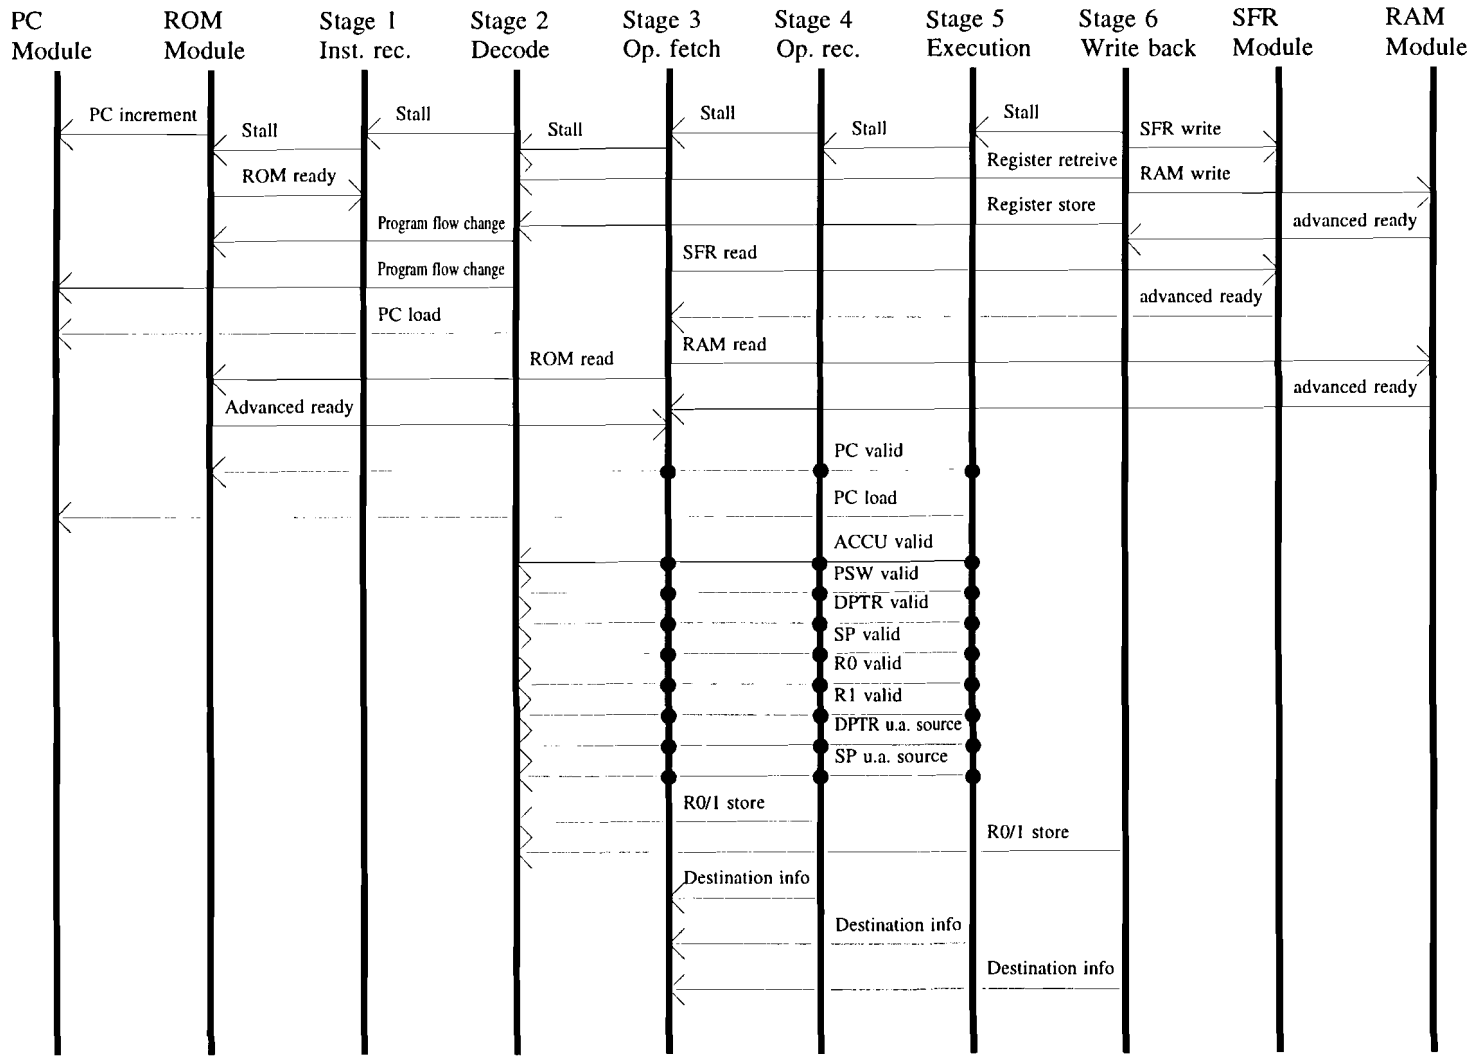 PC
Module
ROM
Module
Stage 1
Inst. rec.
Stage 2
Decode
Stage 3
Op. fetch
Stage 4
Op. rec.
Stage 5
Execution
Stage 6
Write back
SFR
Module
RAM
Module
PC increment
Stall
Stall
Stall
Stall
Stall
Stall
SFR write
ROM ready
Register retreive
RAM write
Program flow change
Register store
advanced ready
Program flow change
SFR read
advanced ready
PC load
ROM read
RAM read
advanced ready
Advanced ready
PC valid
PC load
ACCU valid
PSW valid
DPTR valid
SP valid
R0 valid
R1 valid
DPTR u.a. source
SP u.a. source
R0/1 store
R0/1 store
Destination info
Destination info
Destination info